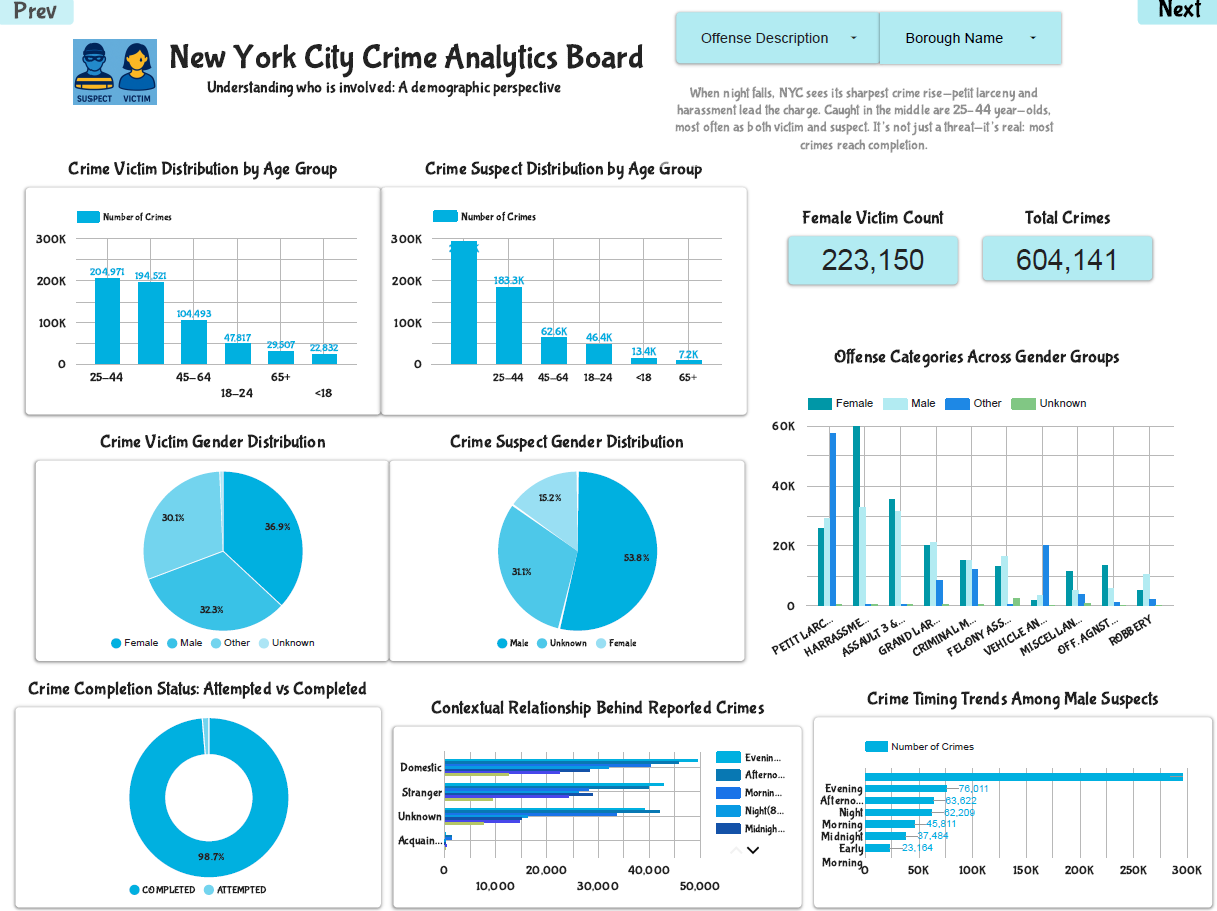 Prev
Next
SUSPECT VICTIM
New York City Crime Analytics Board
Understanding who is involved: A demographic perspective
Offense Description
Borough Name
When night falls, NYC sees its sharpest crime rise—petit larceny and
harassment lead the charge. Caught in the middle are 25–44 year-olds,
most often as both victim and suspect. It's not just a threat—it's real: most
crimes reach completion.
Crime Victim Distribution by Age Group
Number of Crimes
300K
200K
100K
0
204,971
194,521
104,493
47,817
29,507
22,832
25–44
45–64
65+
18–24
<18
Crime Suspect Distribution by Age Group
Number of Crimes
300K
200K
100K
0
183.3K
62.6K
46.4K
13.4K
7.2K
25–44
45–64
18–24
<18
65+
Female Victim Count
223,150
Total Crimes
604,141
Crime Victim Gender Distribution
36.9%
32.3%
30.1%
Female Male Other Unknown
Crime Suspect Gender Distribution
53.8%
31.1%
15.2%
Male Unknown Female
Offense Categories Across Gender Groups
Female Male Other Unknown
60K
40K
20K
0
PETIT LARC...
HARRASSME...
ASSAULT 3 &...
GRAND LAR...
CRIMINAL M...
FELONY ASS...
VEHICLE AN...
MISCELLAN...
OFF. AGNST...
ROBBERY
Crime Completion Status: Attempted vs Completed
98.7%
COMPLETED ATTEMPTED
Contextual Relationship Behind Reported Crimes
Domestic
Stranger
Unknown
Acquain...
0
20,000
40,000
10,000
30,000
50,000
Evenin...
Afterno...
Mornin...
Night(8...
Midnigh...
Crime Timing Trends Among Male Suspects
Number of Crimes
Evening
76,011
Afterno...
63,622
Night
62,209
Morning
45,811
Midnight
37,484
Early
Morning
23,164
0
50K
100K
150K
200K
250K
300K